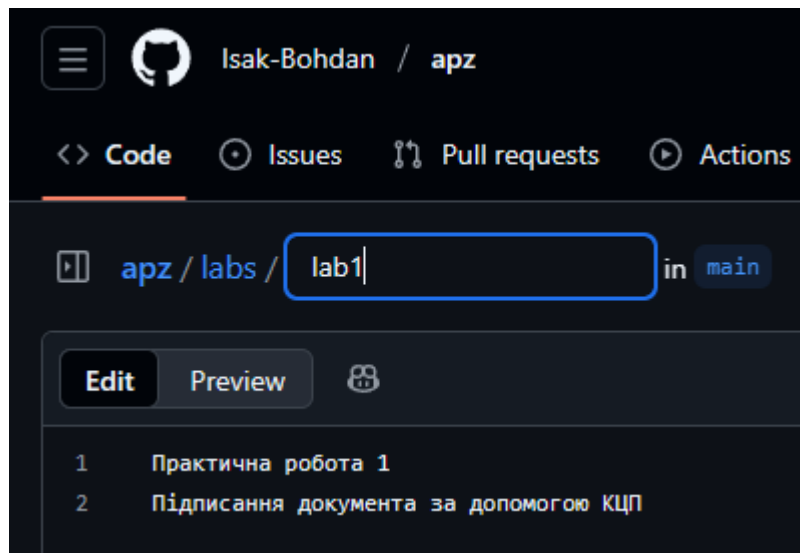 Isak-Bohdan / apz
Code Issues Pull requests Actions
apz / labs / lab1 in main
Edit Preview
1 Практична робота 1
2 Підписання документа за допомогою КЦП